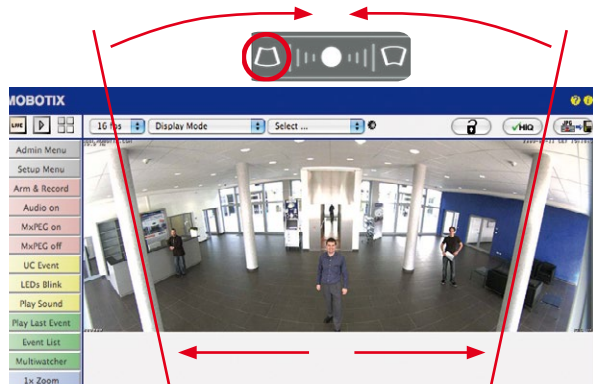 MOBOTIX
LIVE
16 fps
Display Mode
Select ...
HIQ
JPG
Admin Menu
Setup Menu
Arm & Record
Audio on
MxPEG on
MxPEG off
UC Event
LEDs Blink
Play Sound
Play Last Event
Event List
Multiwatcher
1x Zoom